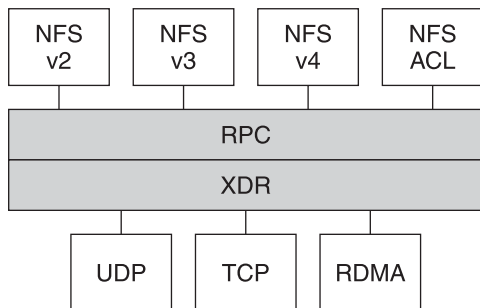 NFS
v2
NFS
v3
NFS
v4
NFS
ACL
RPC
XDR
UDP
TCP
RDMA